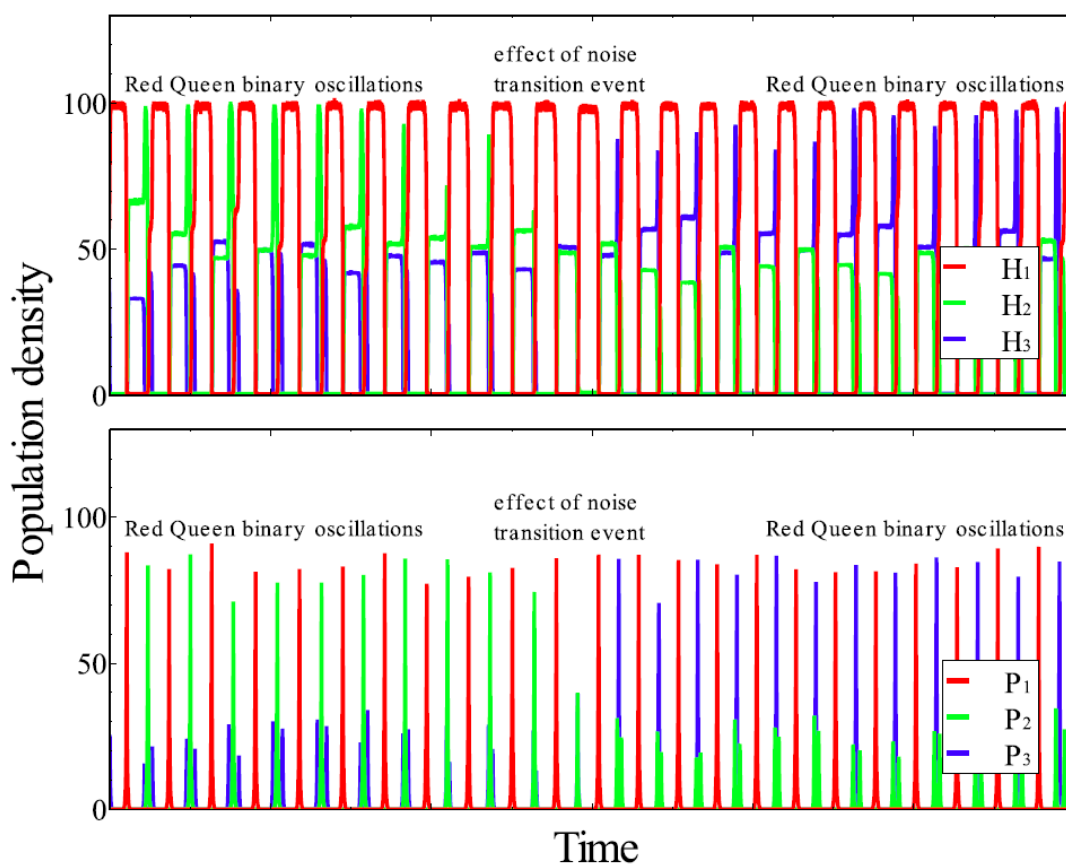 effect of noise
Red Queen binary oscillations transition event Red Queen binary oscillations
100
50
0
H1
H2
H3
effect of noise
Red Queen binary oscillations transition event Red Queen binary oscillations
100
50
0
P1
P2
P3
Population density
Time